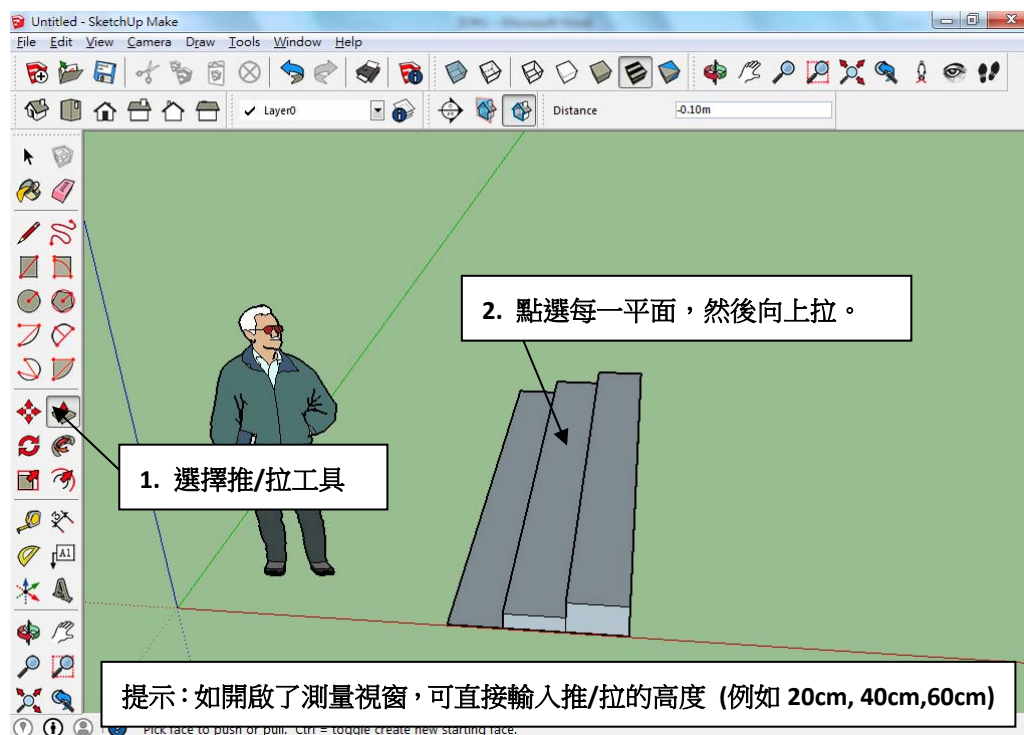 Untitled - SketchUp Make
File Edit View Camera Draw Tools Window Help
Layer0
Distance -0.10m
A1
2. 點選每一平面，然後向上拉。
1. 選擇推/拉工具
提示：如開啟了測量視窗，可直接輸入推/拉的高度 (例如 20cm, 40cm,60cm)
Pick face to push or pull. Ctrl = toggle create new starting face.